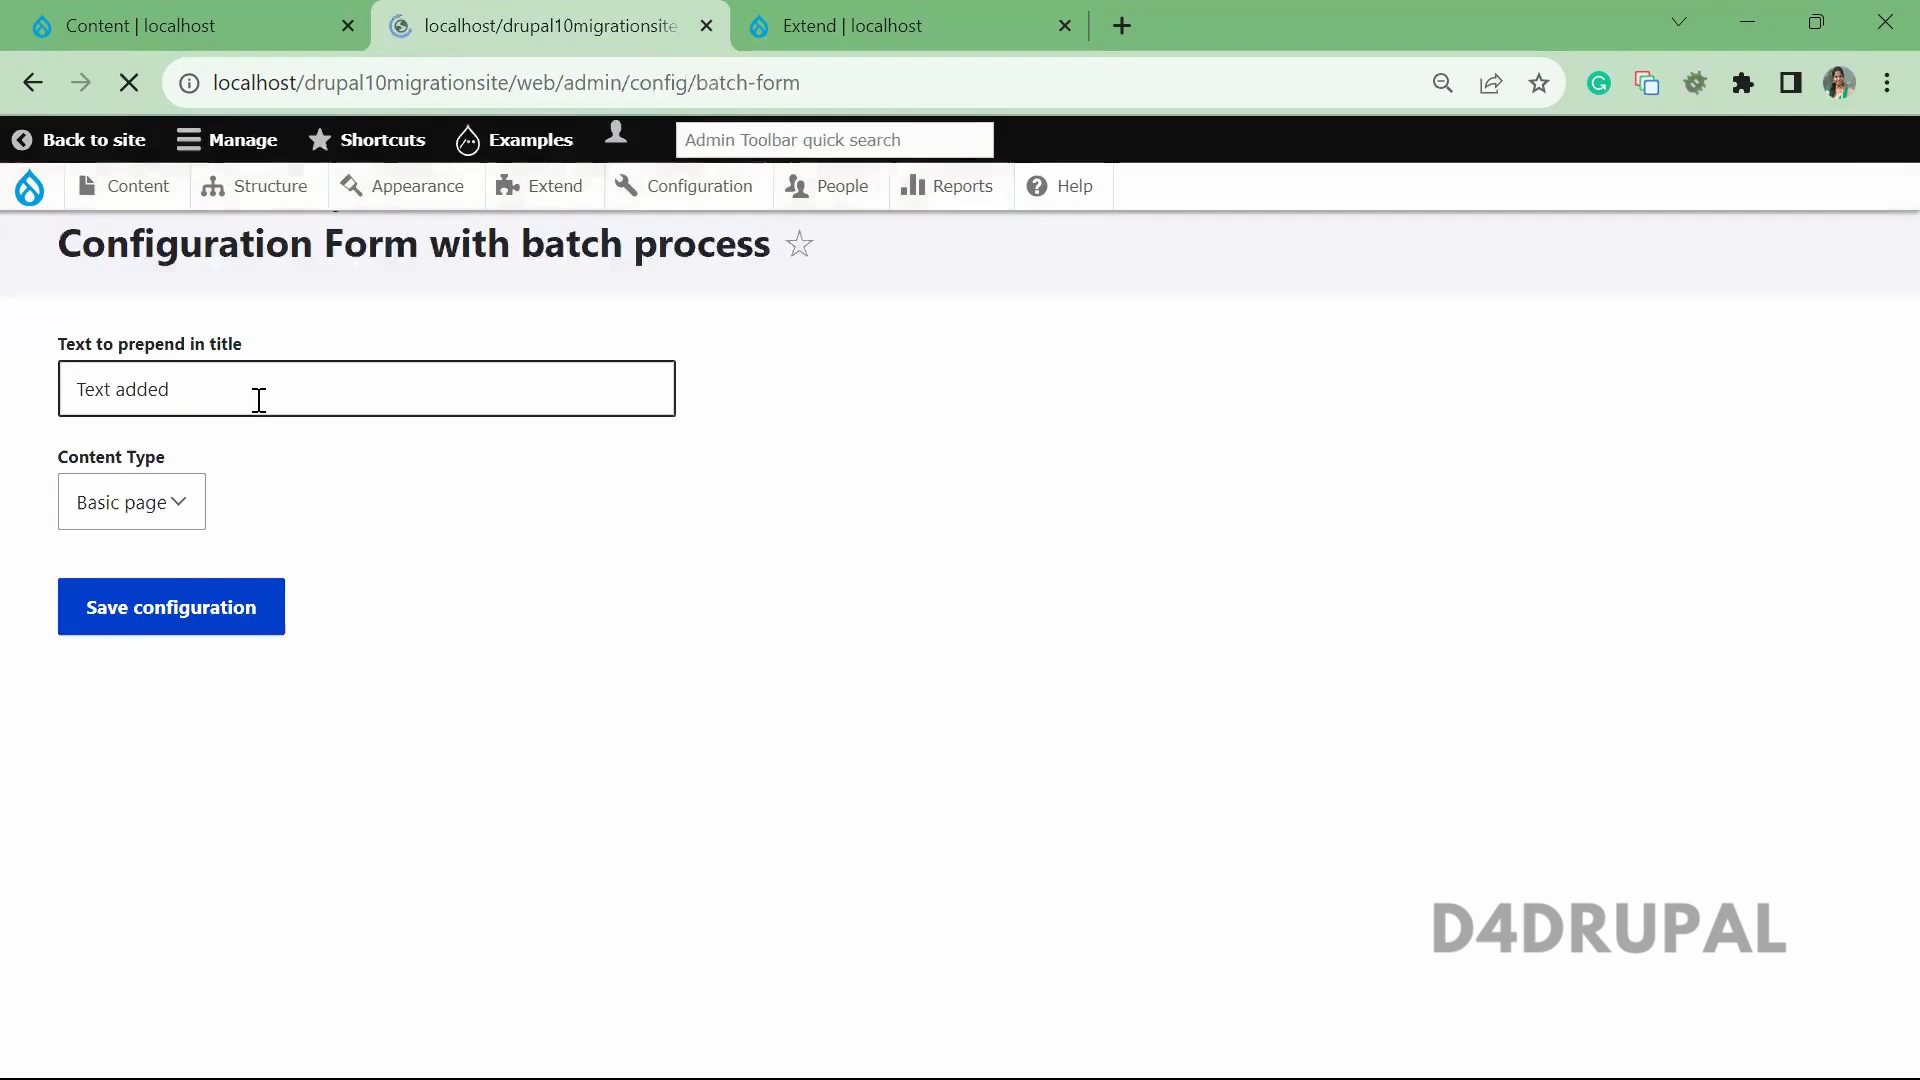 Content | localhost
localhost/drupal10migrationsite
Extend | localhost
localhost/drupal10migrationsite/web/admin/config/batch-form
Back to site
Manage
Shortcuts
Examples
Admin Toolbar quick search
Content
Structure
Appearance
Extend
Configuration
People
Reports
Help
Configuration Form with batch process
Text to prepend in title
Text added
Content Type
Basic page
Save configuration
D4DRUPAL